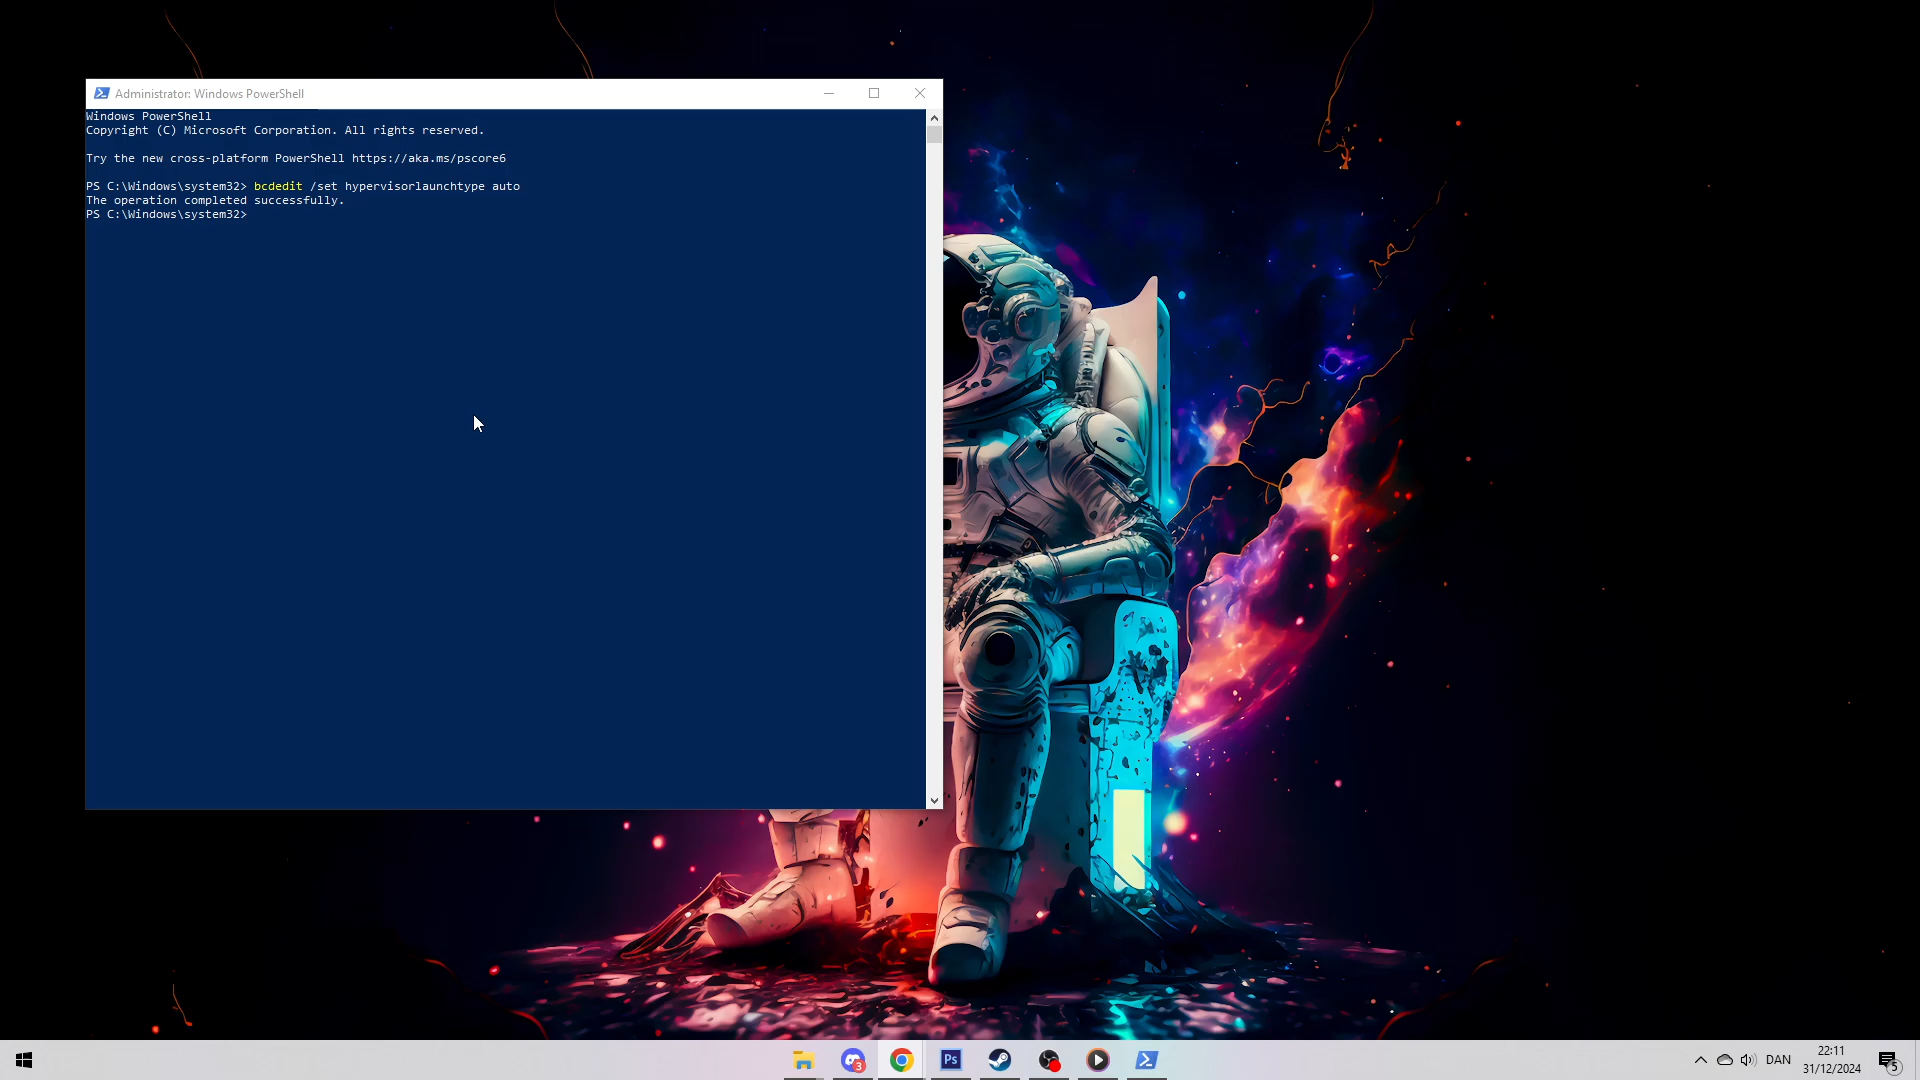 Administrator: Windows PowerShell
Windows PowerShell
Copyright (C) Microsoft Corporation. All rights reserved.
Try the new cross-platform PowerShell https://aka.ms/pscore6
PS C:\Windows\system32> bcdedit /set hypervisorlaunchtype auto
The operation completed successfully.
PS C:\Windows\system32>
3
Ps
DAN
22:11
31/12/2024
5